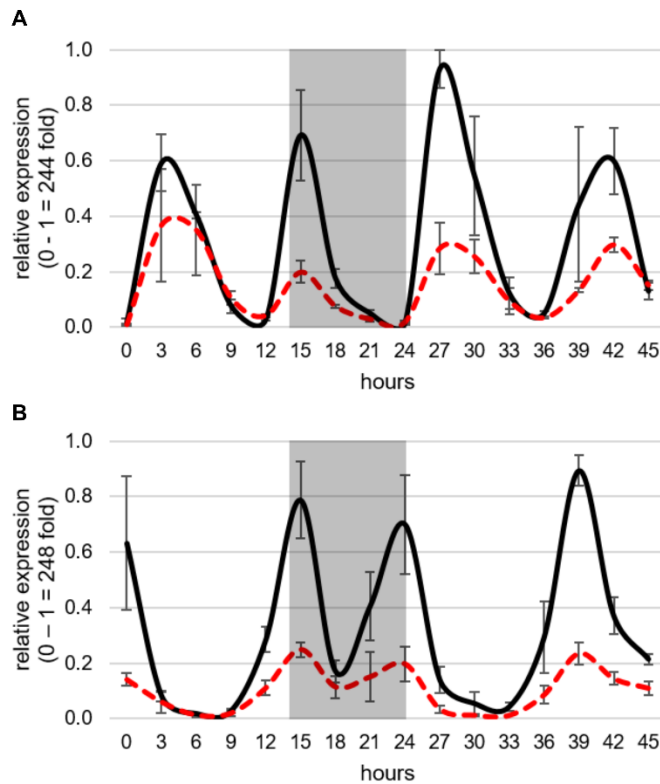 A
relative expression
(0 - 1 = 244 fold)
1.0
0.8
0.6
0.4
0.2
0.0
0 3 6 9 12 15 18 21 24 27 30 33 36 39 42 45
hours
B
relative expression
(0 – 1 = 248 fold)
1.0
0.8
0.6
0.4
0.2
0.0
0 3 6 9 12 15 18 21 24 27 30 33 36 39 42 45
hours